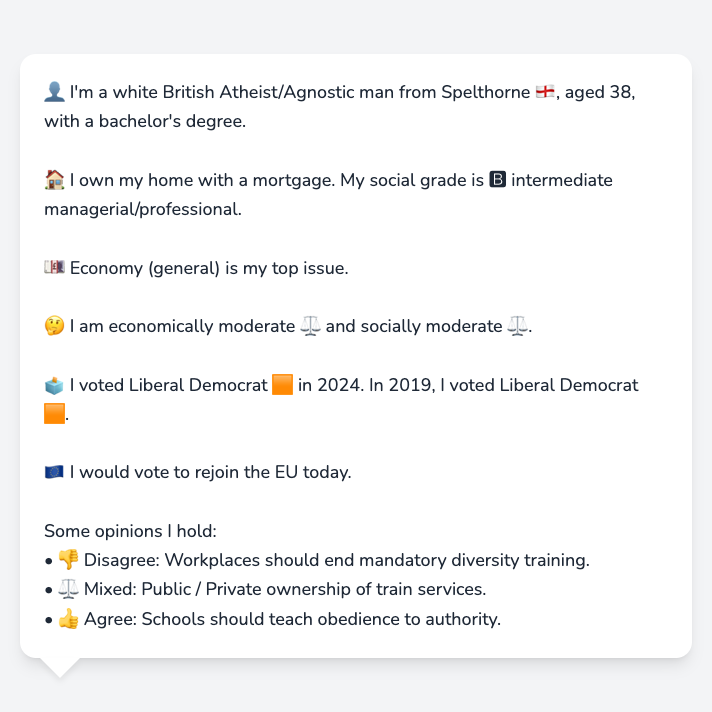 👤 I'm a white British Atheist/Agnostic man from Spelthorne 🏴󠁧󠁢󠁥󠁮󠁧󠁿, aged 38,
with a bachelor's degree.
🏠 I own my home with a mortgage. My social grade is 🅱 intermediate
managerial/professional.
💷 Economy (general) is my top issue.
🤔 I am economically moderate ⚖️ and socially moderate ⚖️.
🗳️ I voted Liberal Democrat 🟧 in 2024. In 2019, I voted Liberal Democrat
🟧.
🇪🇺 I would vote to rejoin the EU today.
Some opinions I hold:
• 👎 Disagree: Workplaces should end mandatory diversity training.
• ⚖️ Mixed: Public / Private ownership of train services.
• 👍 Agree: Schools should teach obedience to authority.